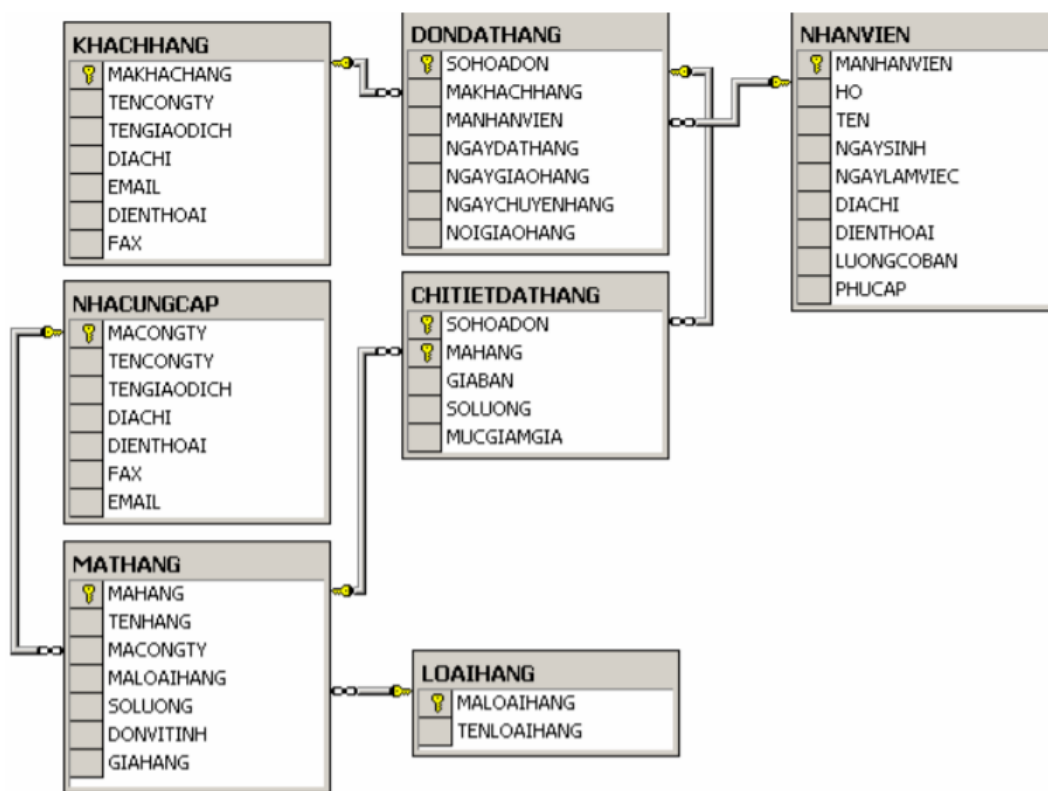 KHACHHANG
MAKHACHANG
TENCONGTY
TENGIAODICH
DIACHI
EMAIL
DIENTHOAI
FAX
DONDATHANG
SOHOADON
MAKHACHHANG
MANHANVIEN
NGAYDATHANG
NGAYGIAOHANG
NGAYCHUYENHANG
NOIGIAOHANG
NHANVIEN
MANHANVIEN
HO
TEN
NGAYSINH
NGAYLAMVIEC
DIACHI
DIENTHOAI
LUONGCOBAN
PHUCAP
NHACUNGCAP
MACONGTY
TENCONGTY
TENGIAODICH
DIACHI
DIENTHOAI
FAX
EMAIL
CHITIETDATHANG
SOHOADON
MAHANG
GIABAN
SOLUONG
MUCGIAMGIA
MATHANG
MAHANG
TENHANG
MACONGTY
MALOAIHANG
SOLUONG
DONVITINH
GIAHANG
LOAIHANG
MALOAIHANG
TENLOAIHANG